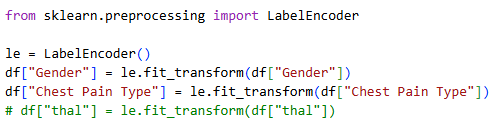 from sklearn.preprocessing import LabelEncoder
le = LabelEncoder()
df["Gender"] = le.fit_transform(df["Gender"])
df["Chest Pain Type"] = le.fit_transform(df["Chest Pain Type"])
# df["thal"] = le.fit_transform(df["thal"])